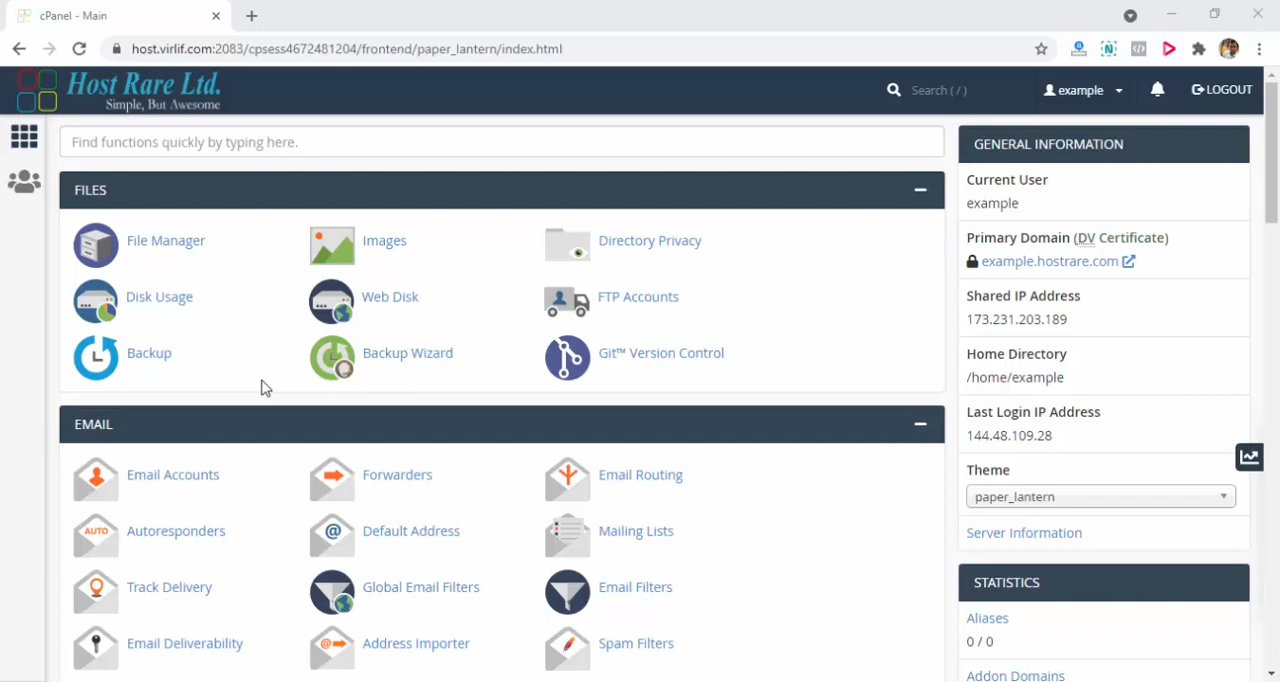 cPanel - Main
host.virlif.com:2083/cpsess4672481204/frontend/paper_lantern/index.html
Host Rare Ltd.
Simple, But Awesome
Search ( / )
example
LOGOUT
Find functions quickly by typing here.
FILES
File Manager
Images
Directory Privacy
Disk Usage
Web Disk
FTP Accounts
Backup
Backup Wizard
Git™ Version Control
EMAIL
Email Accounts
Forwarders
Email Routing
AUTO
Autoresponders
@
Default Address
Mailing Lists
Track Delivery
Global Email Filters
Email Filters
Email Deliverability
@
Address Importer
Spam Filters
GENERAL INFORMATION
Current User
example
Primary Domain (DV Certificate)
example.hostrare.com
Shared IP Address
173.231.203.189
Home Directory
/home/example
Last Login IP Address
144.48.109.28
Theme
paper_lantern
Server Information
STATISTICS
Aliases
0 / 0
Addon Domains